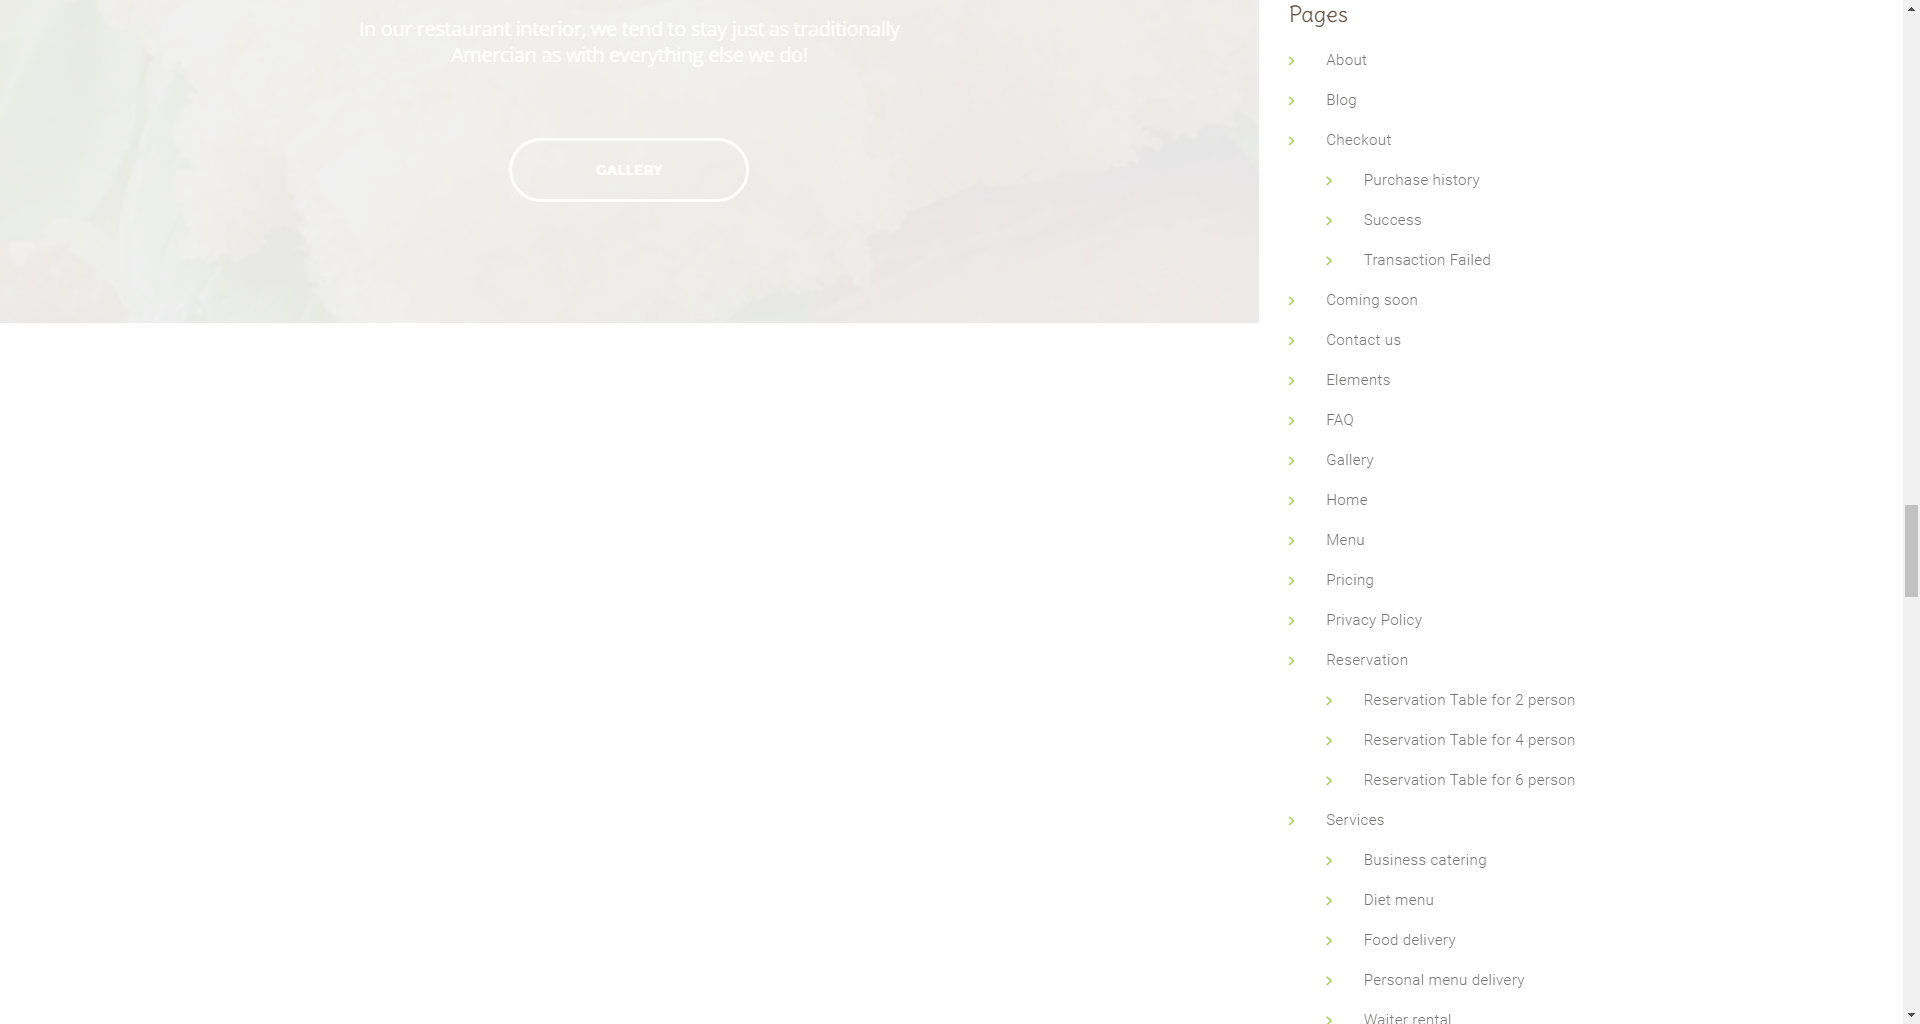 In our restaurant interior, we tend to stay just as traditionally
Amercian as with everything else we do!
GALLERY
Pages
About
Blog
Checkout
Purchase history
Success
Transaction Failed
Coming soon
Contact us
Elements
FAQ
Gallery
Home
Menu
Pricing
Privacy Policy
Reservation
Reservation Table for 2 person
Reservation Table for 4 person
Reservation Table for 6 person
Services
Business catering
Diet menu
Food delivery
Personal menu delivery
Waiter rental